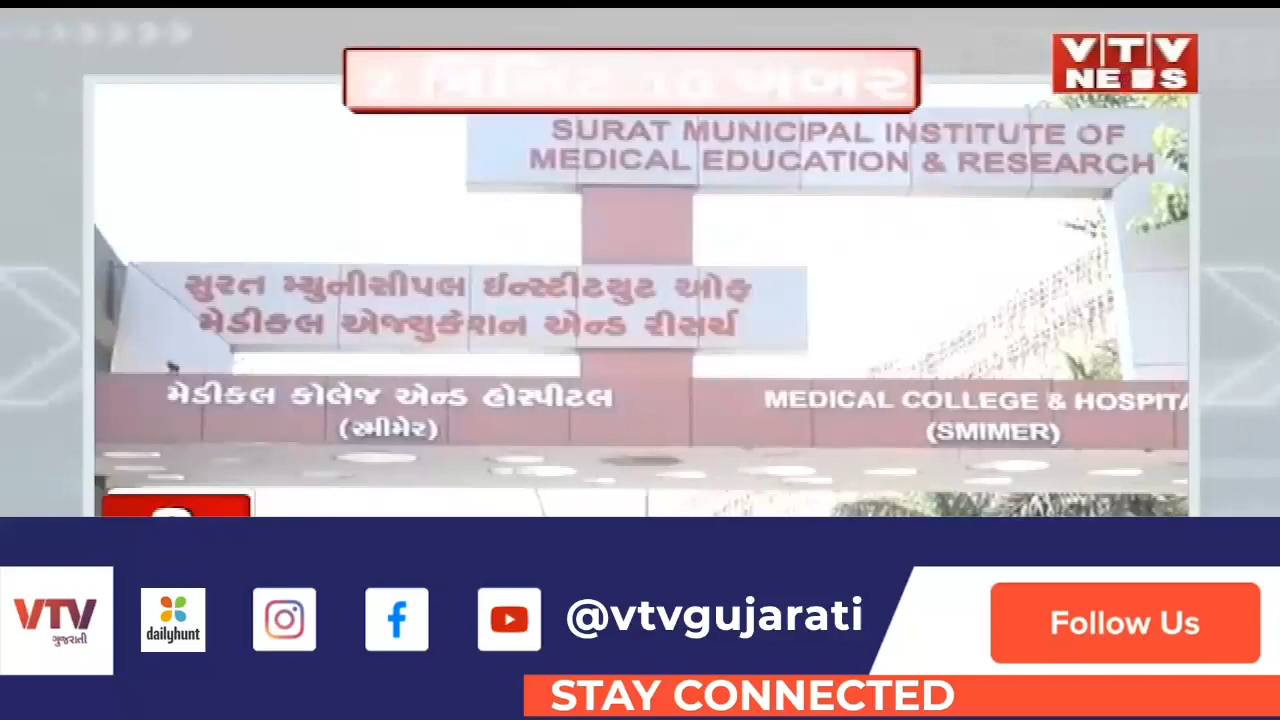 VTV
NEWS
SURAT MUNICIPAL INSTITUTE OF
MEDICAL EDUCATION & RESEARCH
સુરત મ્યુનીસીપલ ઈન્સ્ટીટયુટ ઓફ
મેડીકલ એજ્યુકેશન એન્ડ રીસર્ચ
મેડીકલ કોલેજ એન્ડ હોસ્પીટલ
(સ્મીમેર)
MEDICAL COLLEGE & HOSPITA
(SMIMER)
VTV
ગુજરાતી
dailyhunt
@vtvgujarati
Follow Us
STAY CONNECTED